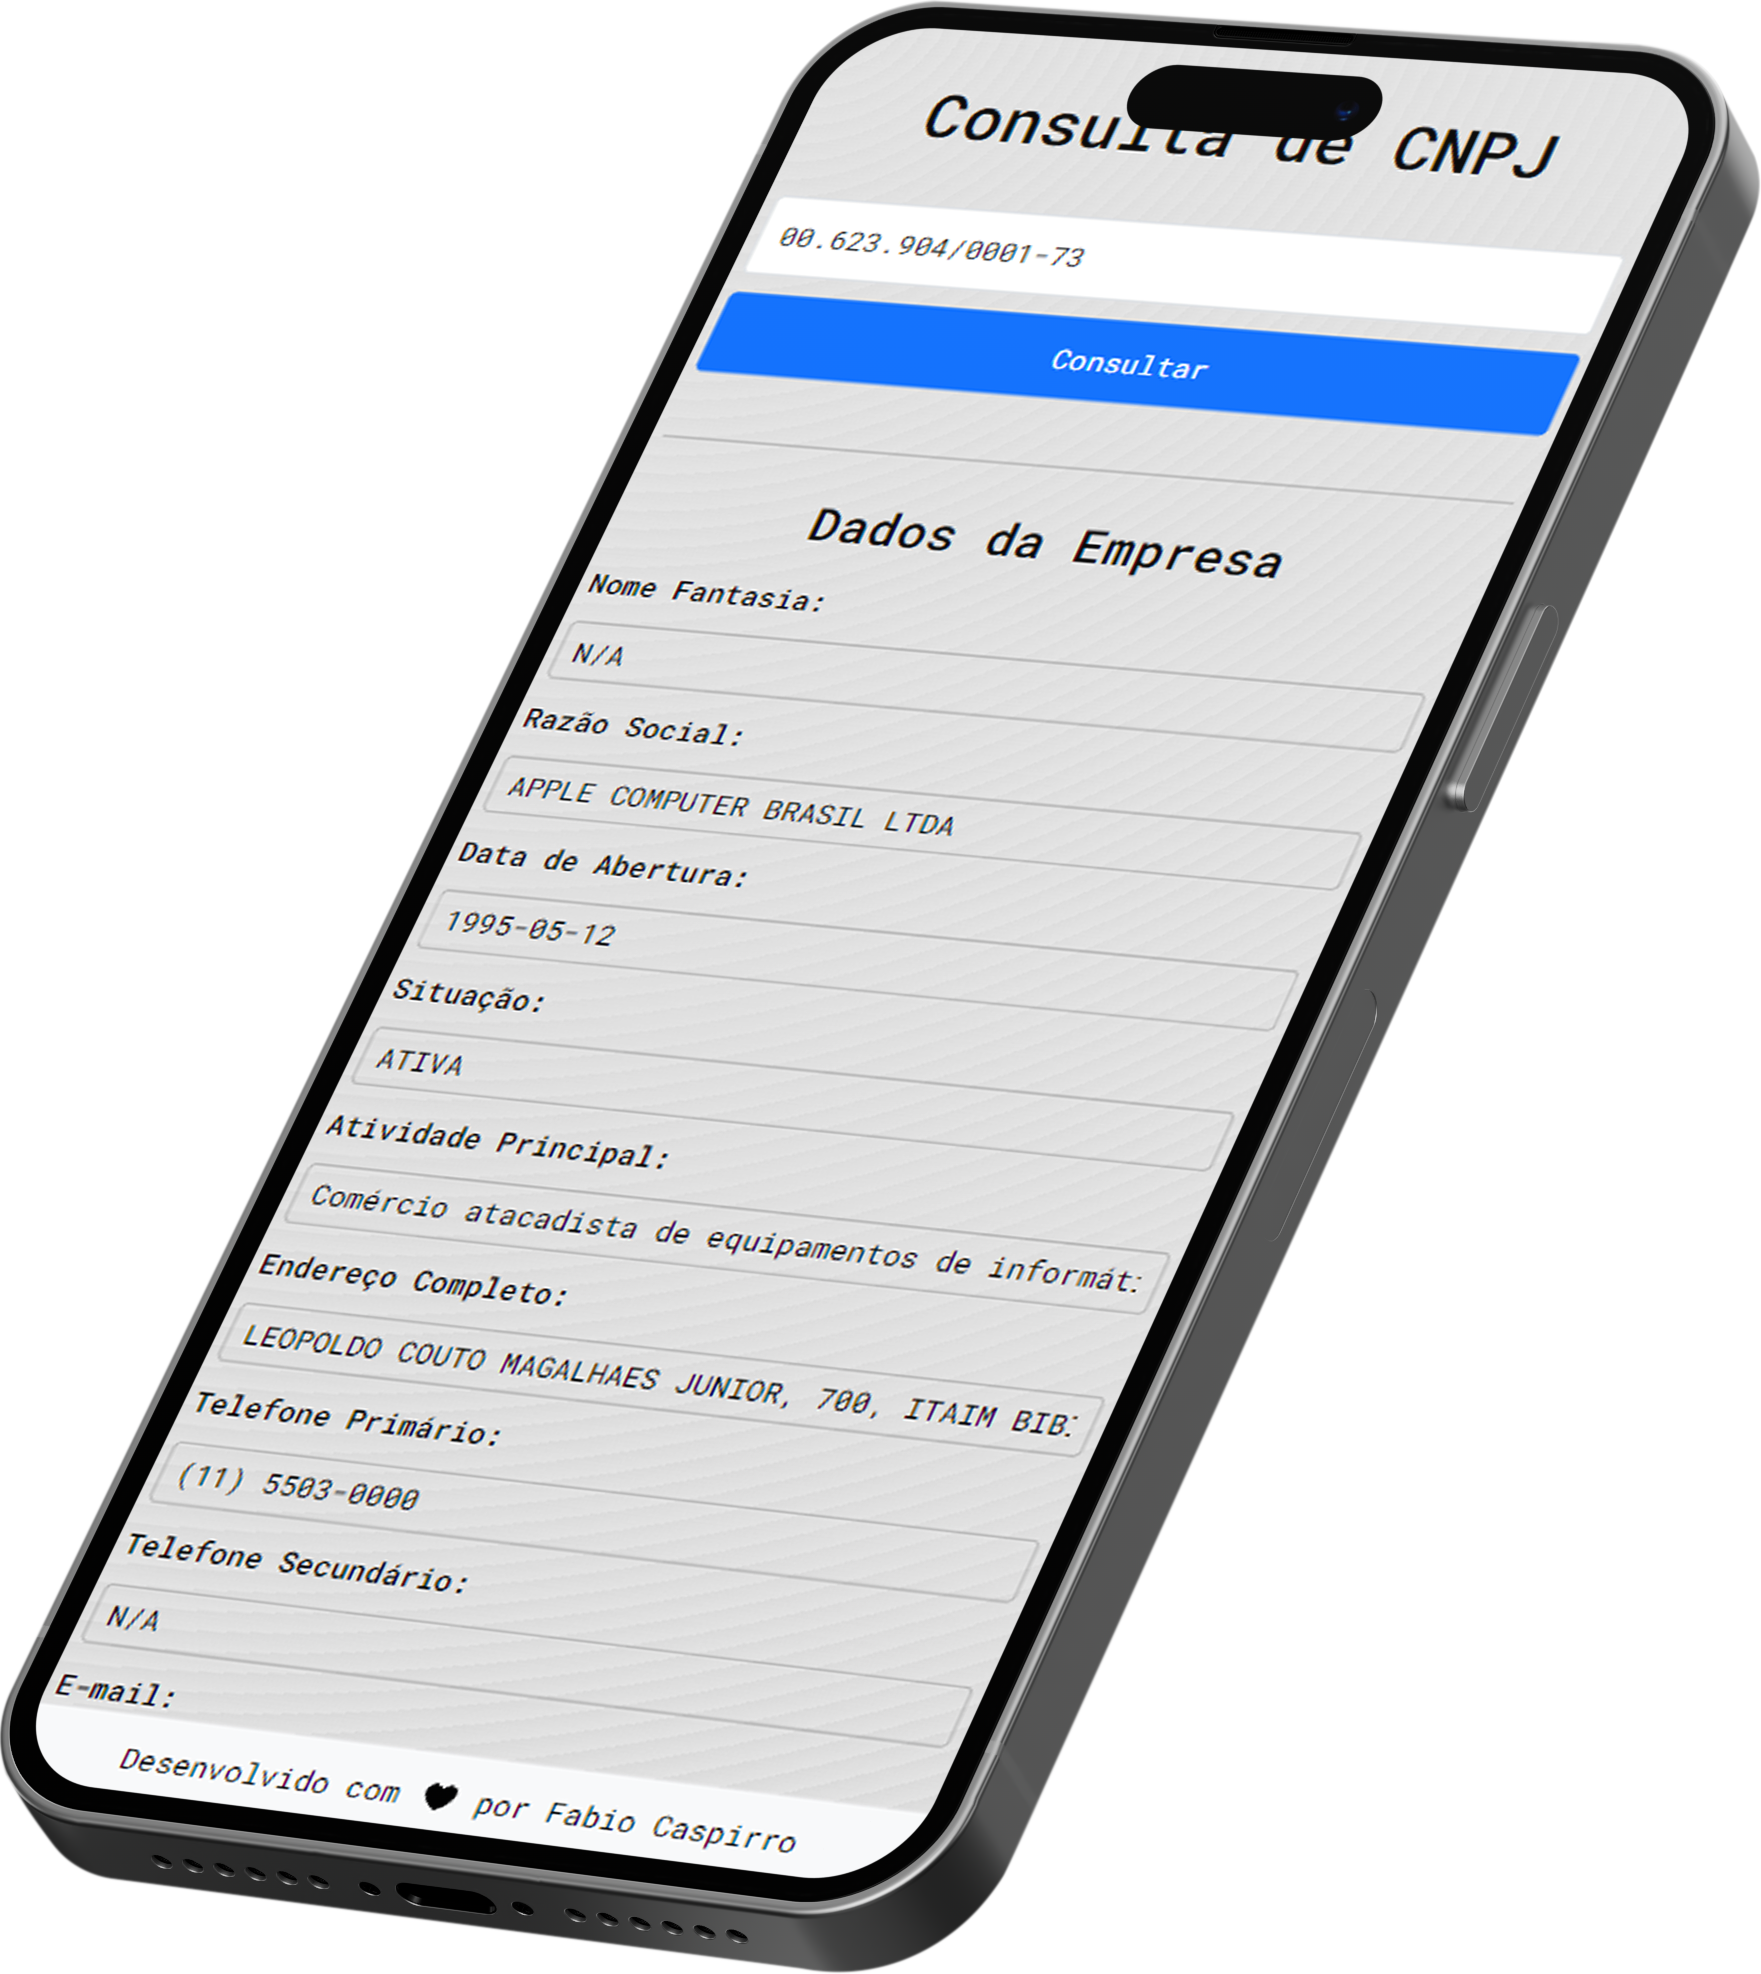 Consulta de CNPJ
00.623.904/0001-73
Consultar
Dados da Empresa
Nome Fantasia:
N/A
Razão Social:
APPLE COMPUTER BRASIL LTDA
Data de Abertura:
1995-05-12
Situação:
ATIVA
Atividade Principal:
Comércio atacadista de equipamentos de
Endereço Completo:
LEOPOLDO COUTO MAGALHAES JUNIOR, 700, ITAIM
Telefone Primário:
(11) 5503-0000
Telefone Secundário:
N/A
E-mail:
Desenvolvido com ♥ por Fabio Caspirro